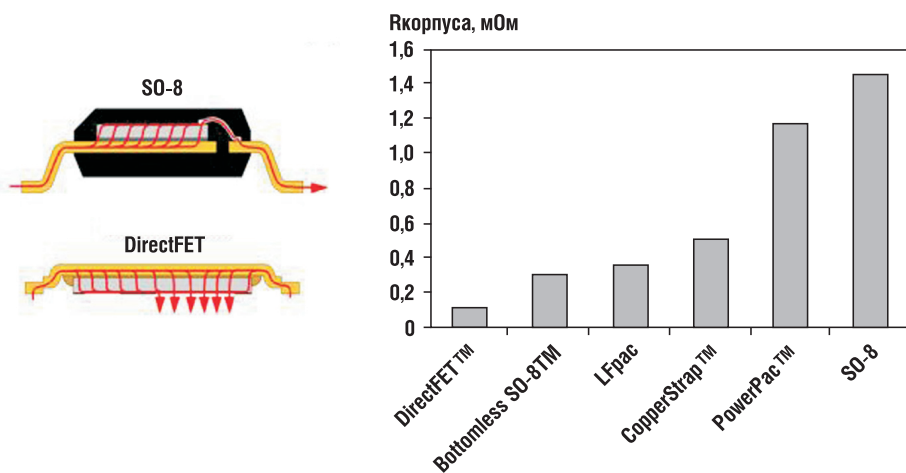 SO-8
DirectFET
Rкорпуса, мОм
1,6
1,4
1,2
1,0
0,8
0,6
0,4
0,2
0
DirectFET™
Bottomless SO-8TM
LFpac
CopperStrap™
PowerPac™
SO-8